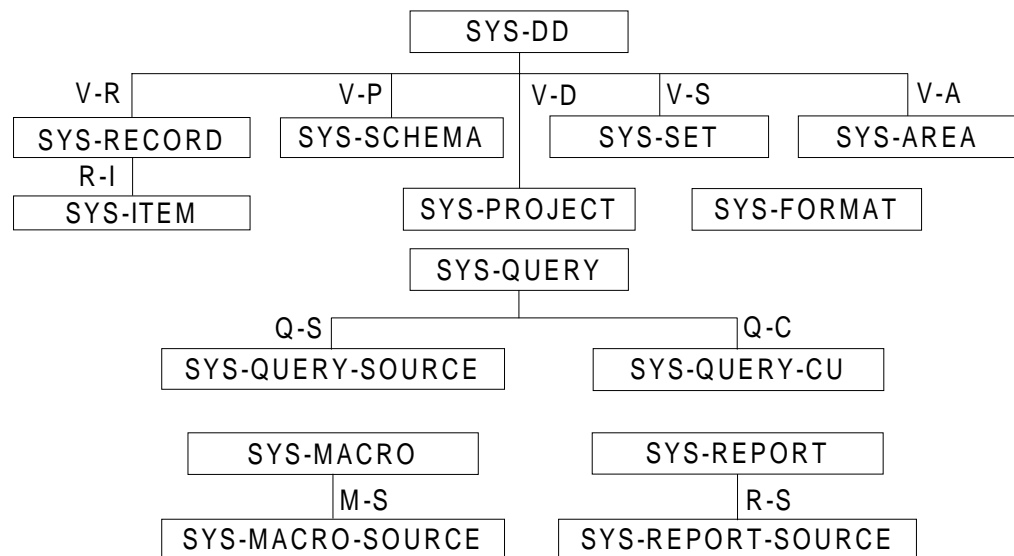 SYS-DD
V-R V-P V-D V-S V-A
SYS-RECORD SYS-SCHEMA SYS-SET SYS-AREA
R-I
SYS-ITEM SYS-PROJECT SYS-FORMAT
SYS-QUERY
Q-S Q-C
SYS-QUERY-SOURCE SYS-QUERY-CU
SYS-MACRO SYS-REPORT
M-S R-S
SYS-MACRO-SOURCE SYS-REPORT-SOURCE